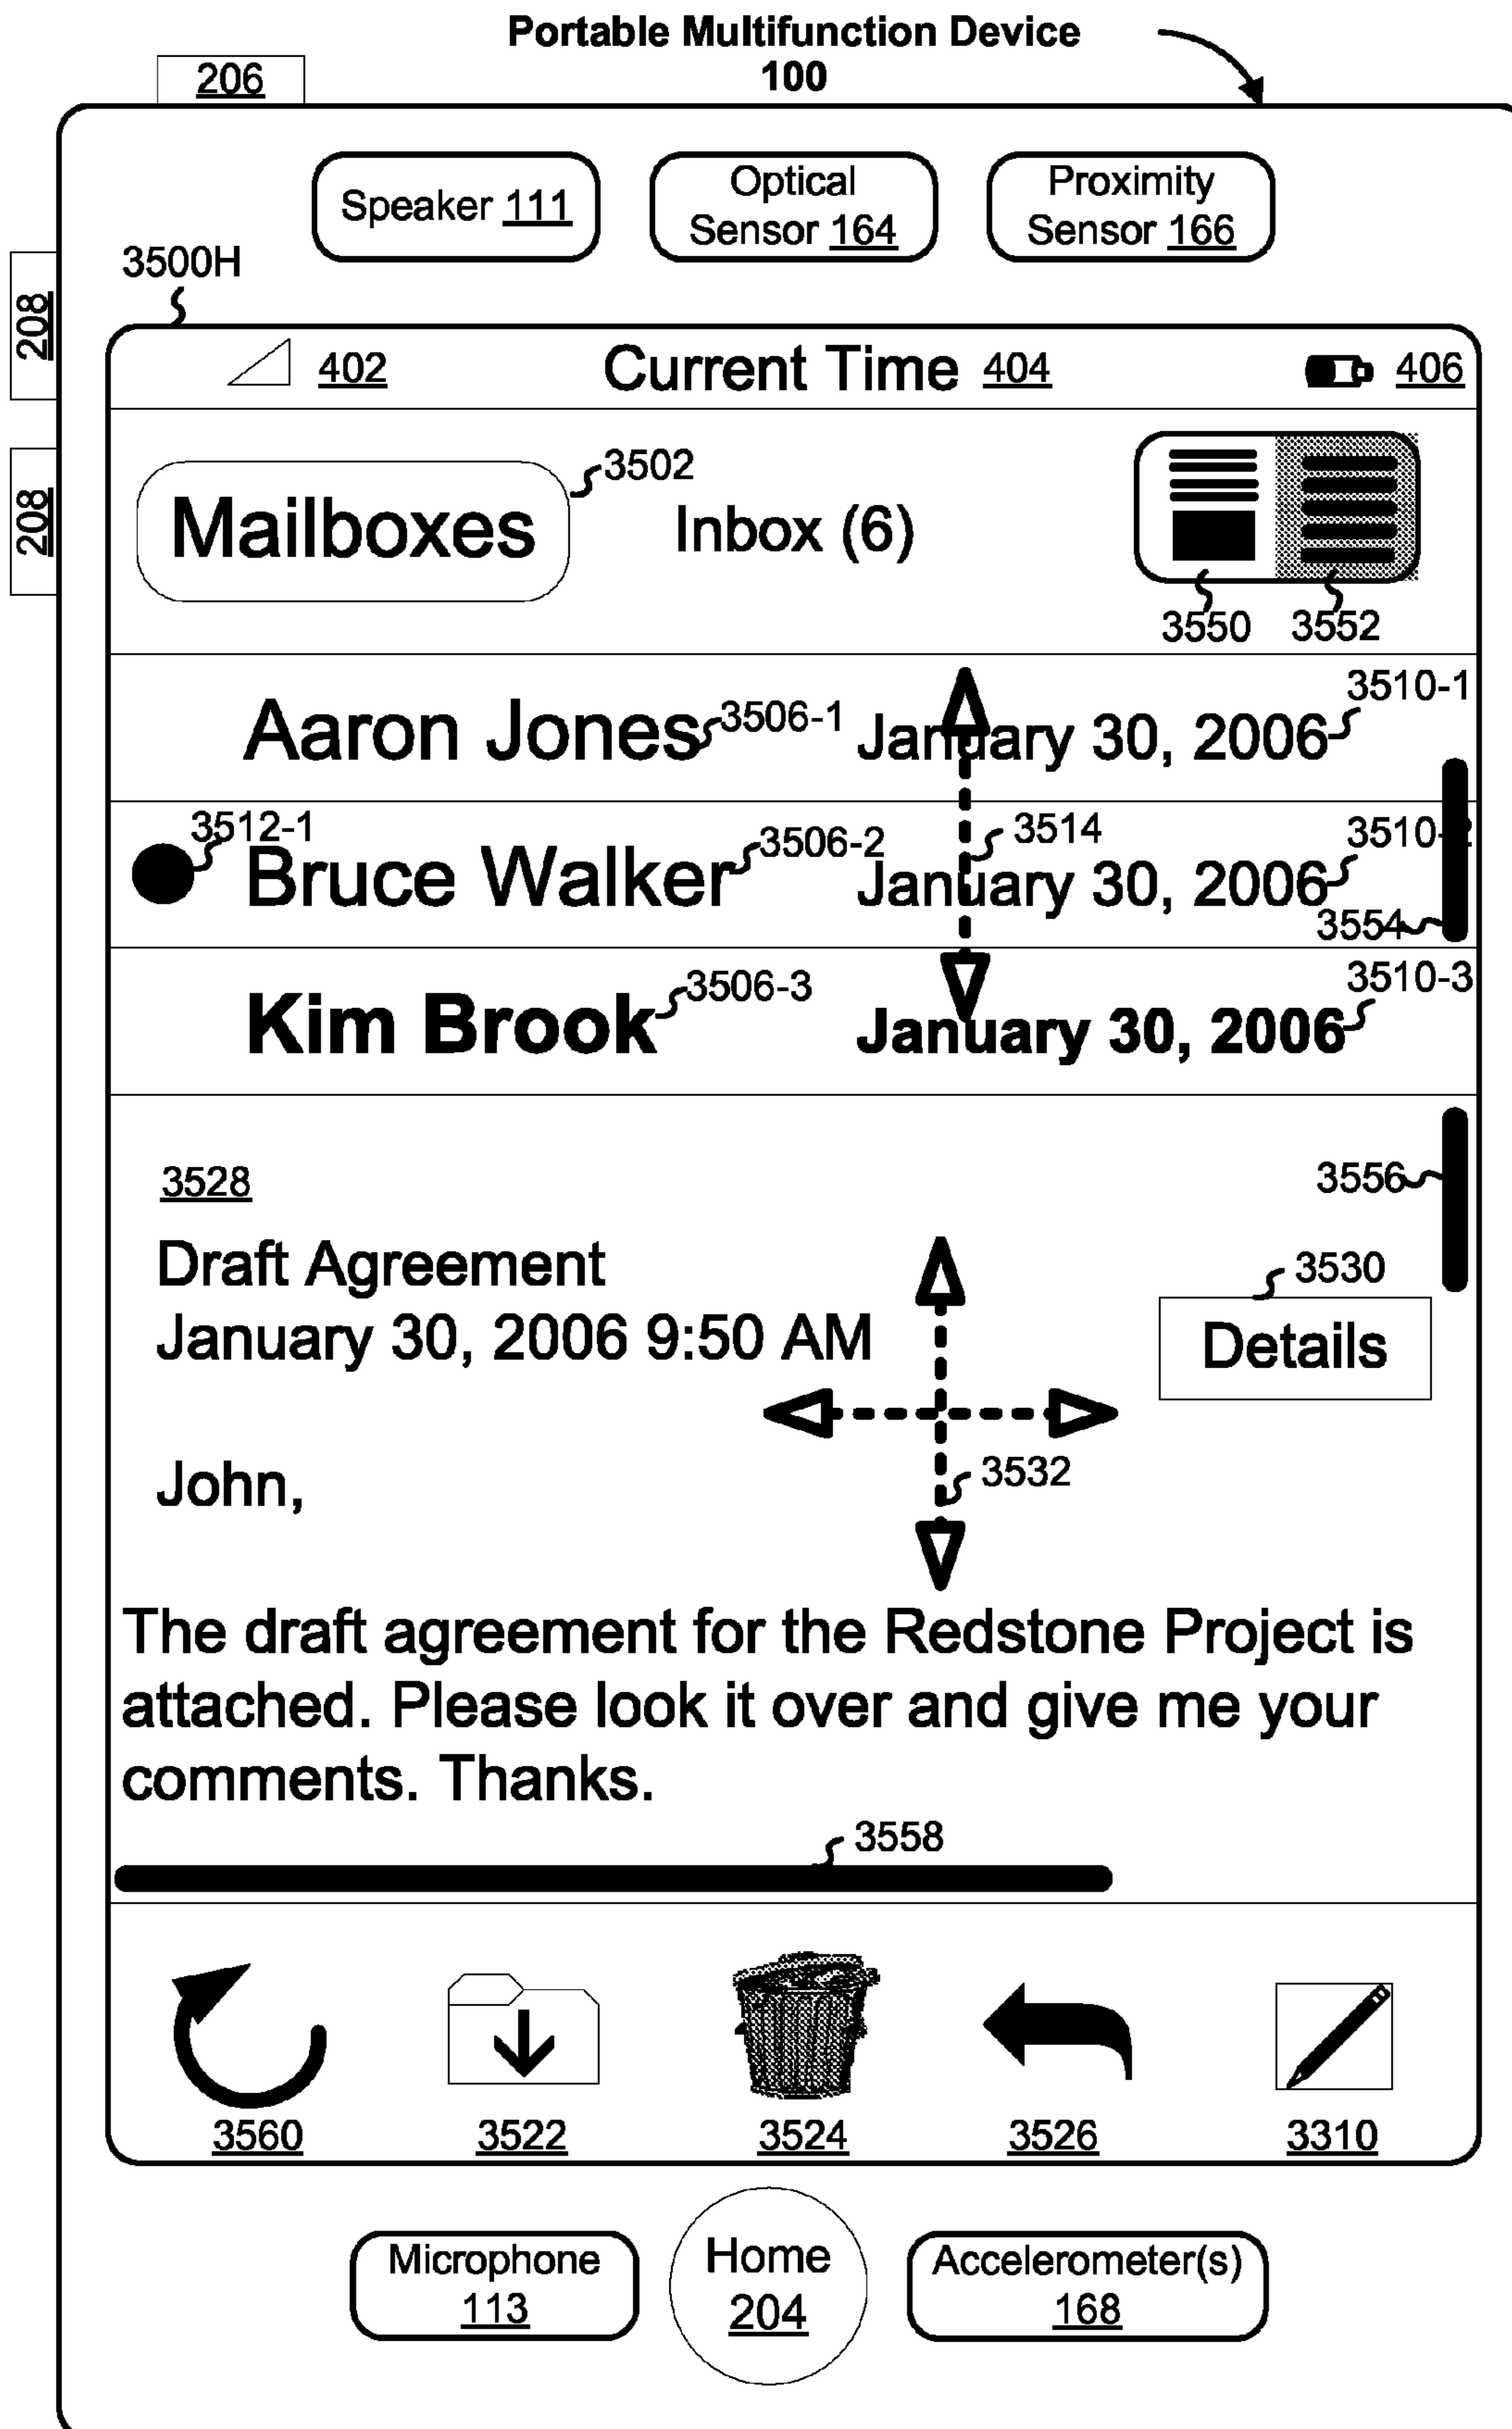 Portable Multifunction Device
100
206
Speaker 111
Optical
Sensor 164
Proximity
Sensor 166
3500H
208
208
402
Current Time 404
406
Mailboxes
3502
Inbox (6)
3550
3552
Aaron Jones
3506-1
January 30, 2006
3510-1
3512-1
Bruce Walker
3506-2
3514
January 30, 2006
3510-2
3554
Kim Brook
3506-3
January 30, 2006
3510-3
3528
3556
Draft Agreement
3530
January 30, 2006 9:50 AM
Details
John,
3532
The draft agreement for the Redstone Project is
attached. Please look it over and give me your
comments. Thanks.
3558
3560
3522
3524
3526
3310
Microphone
113
Home
204
Accelerometer(s)
168